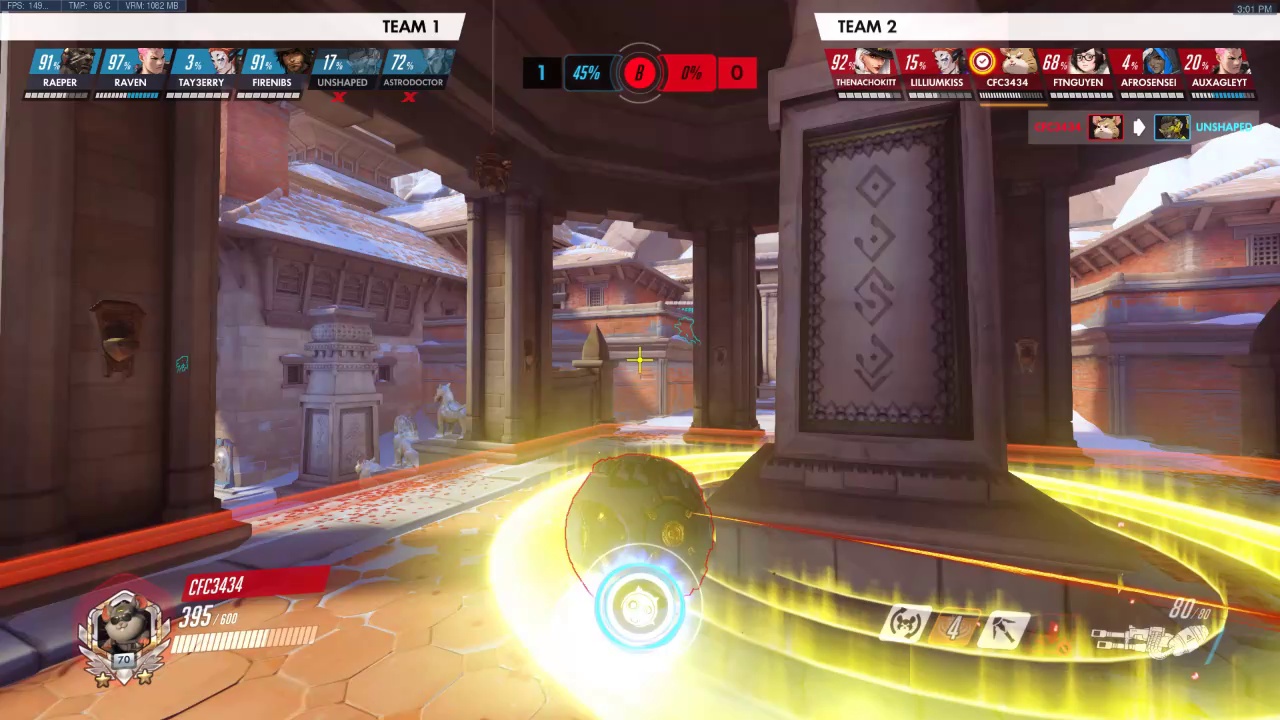 FPS: 149... TMP: 68 C VRM: 1082 MB
3:01 PM
TEAM 1
TEAM 2
91% 97% 3% 91% 17% 72%
RAEPER RAVEN TAY3ERRY FIRENIBS UNSHAPED ASTRODOCTOR
1 45% B 0% 0
92% 15% 68% 4% 20%
THENACHOKITT LILLIUMKISS CFC3434 FTNGUYEN AFROSENSEI AUXAGLEYT
CFC3434 UNSHAPED
CFC3434
395/600
70
4
80/80